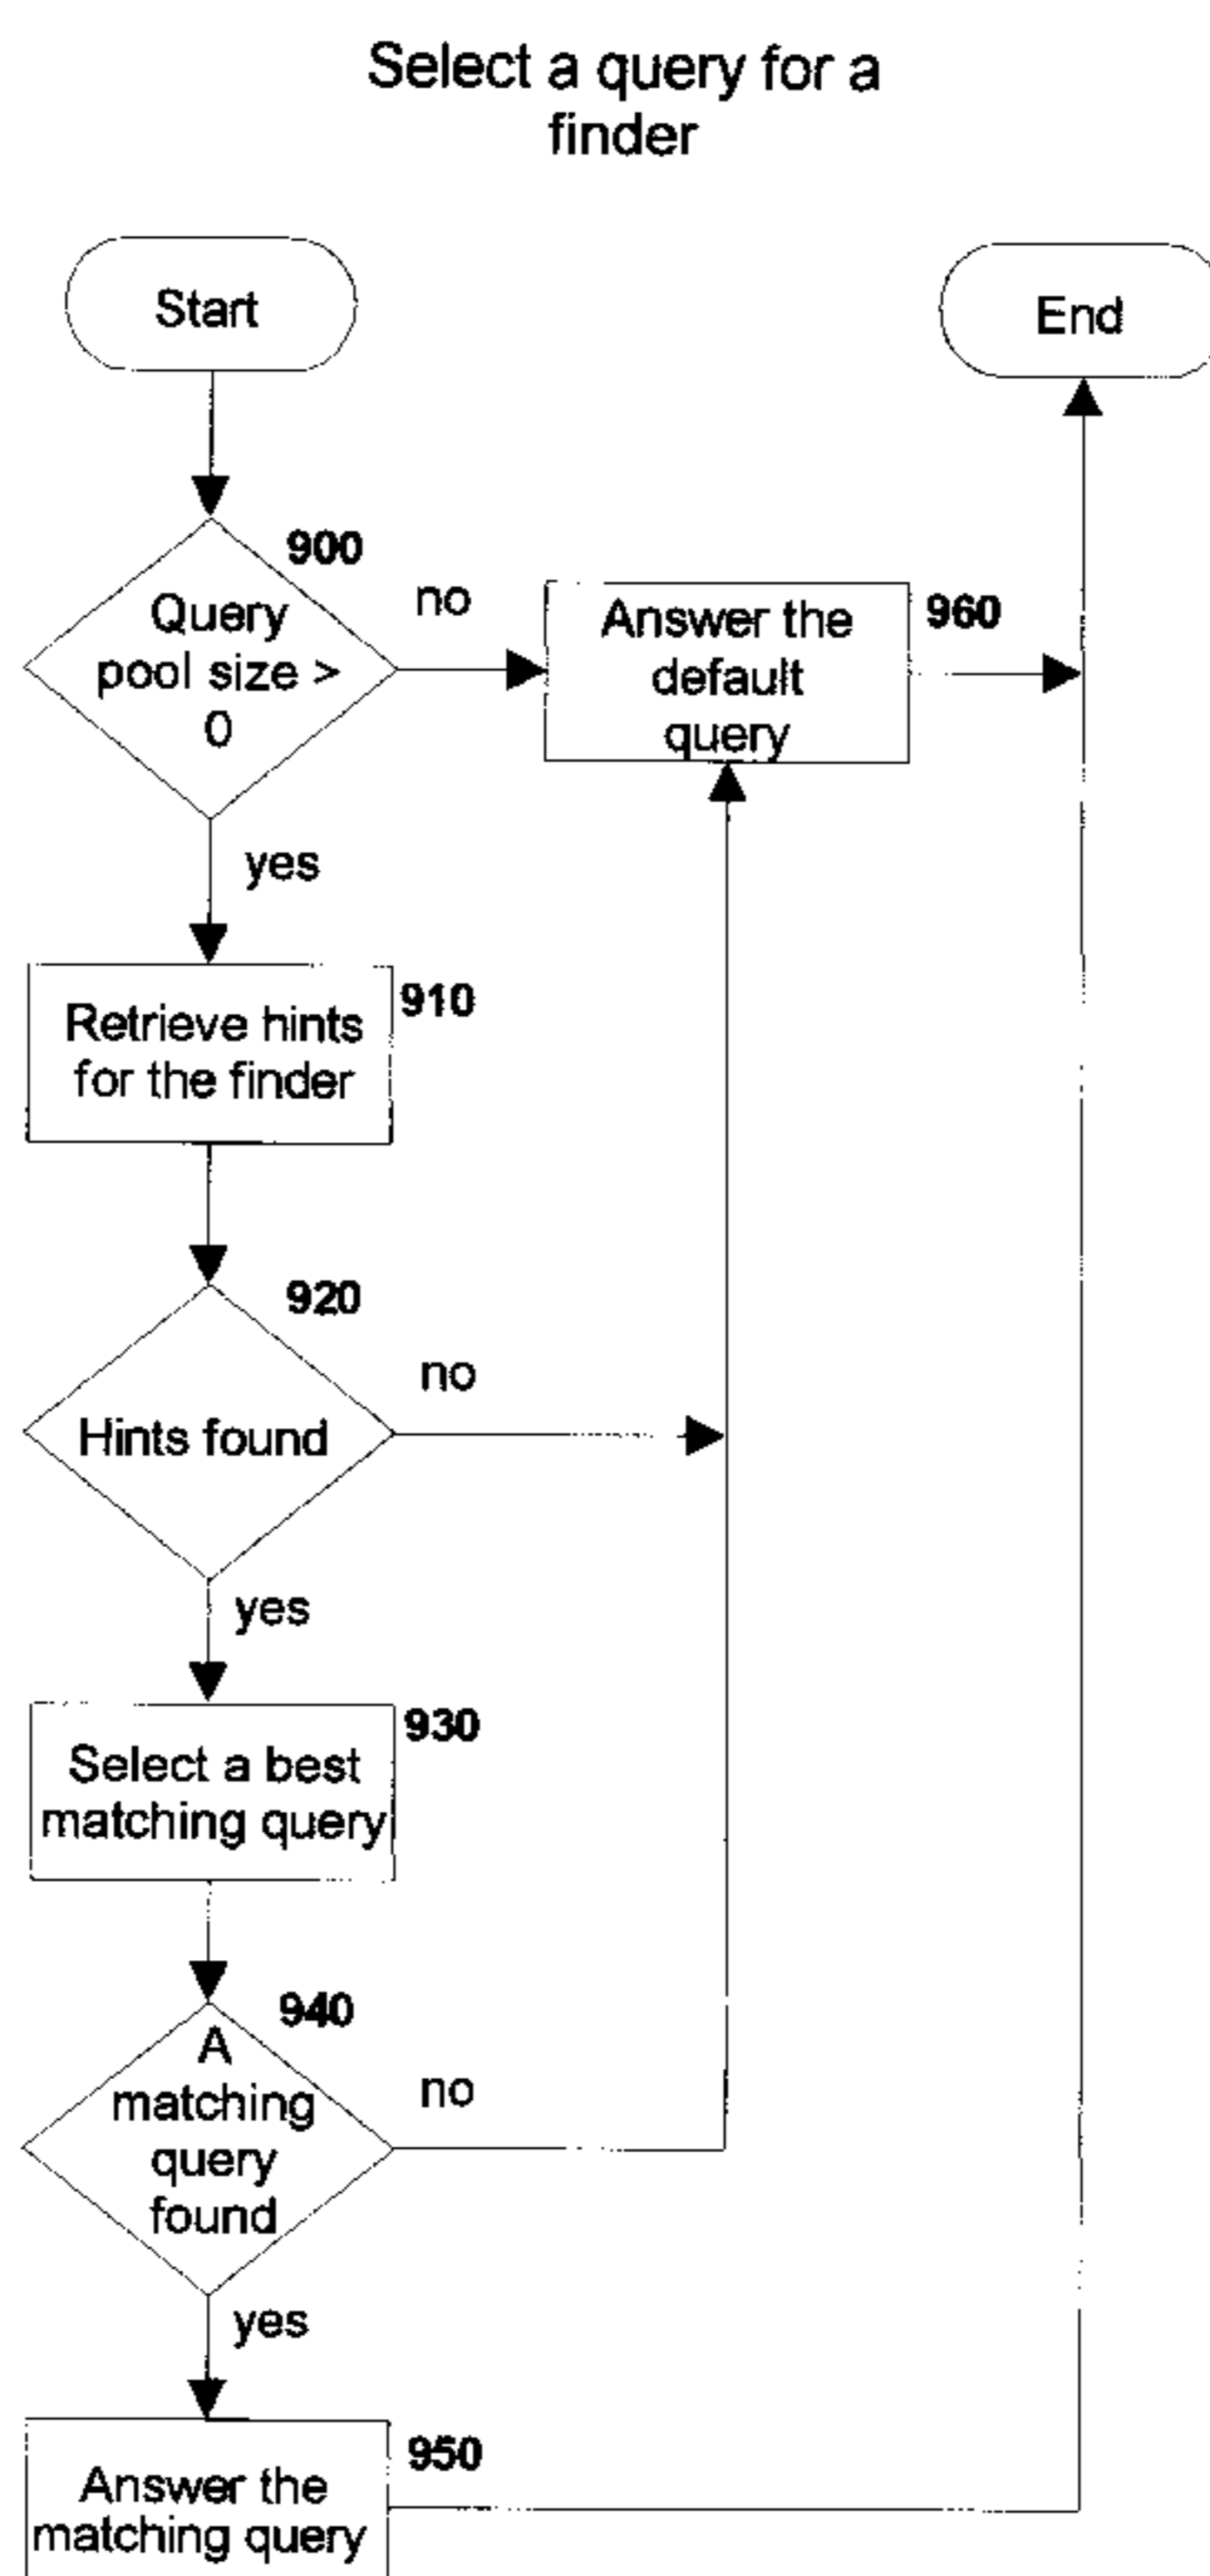 Select a query for a
finder
Start
End
900
Query
pool size >
0
no
Answer the
default
query
960
yes
Retrieve hints
for the finder
910
920
Hints found
no
yes
Select a best
matching query
930
940
A
matching
query
found
no
yes
Answer the
matching query
950